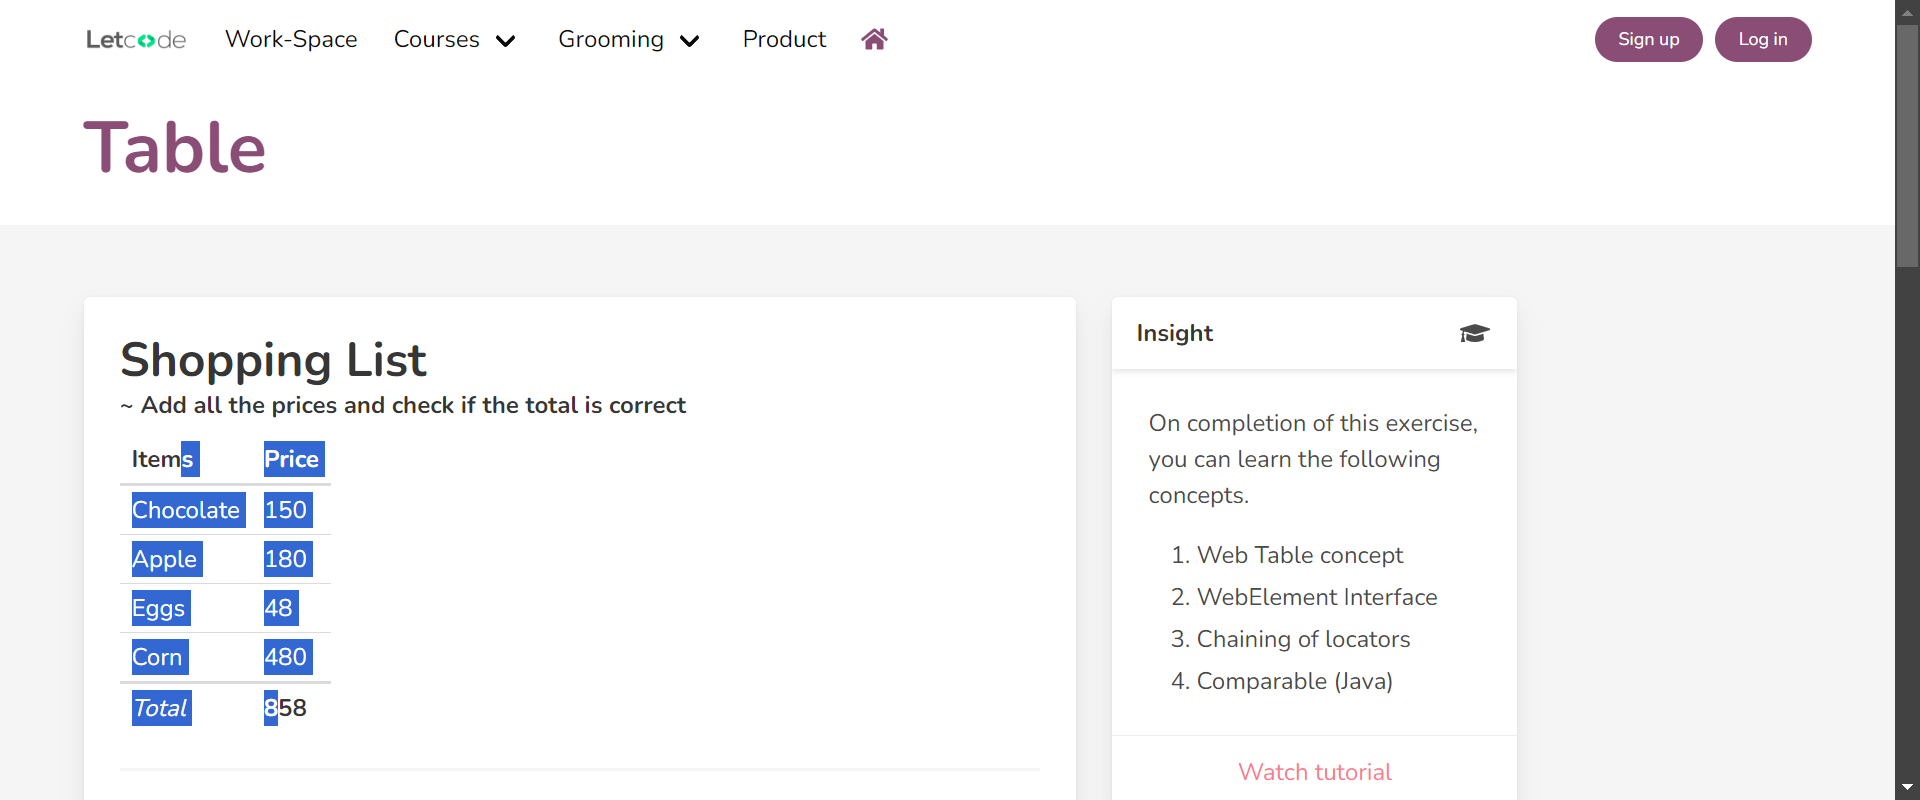 Letcode Work-Space Courses Grooming Product Sign up Log in
Table
Shopping List
~ Add all the prices and check if the total is correct
Items Price
Chocolate 150
Apple 180
Eggs 48
Corn 480
Total 858
Insight
On completion of this exercise,
you can learn the following
concepts.
1. Web Table concept
2. WebElement Interface
3. Chaining of locators
4. Comparable (Java)
Watch tutorial